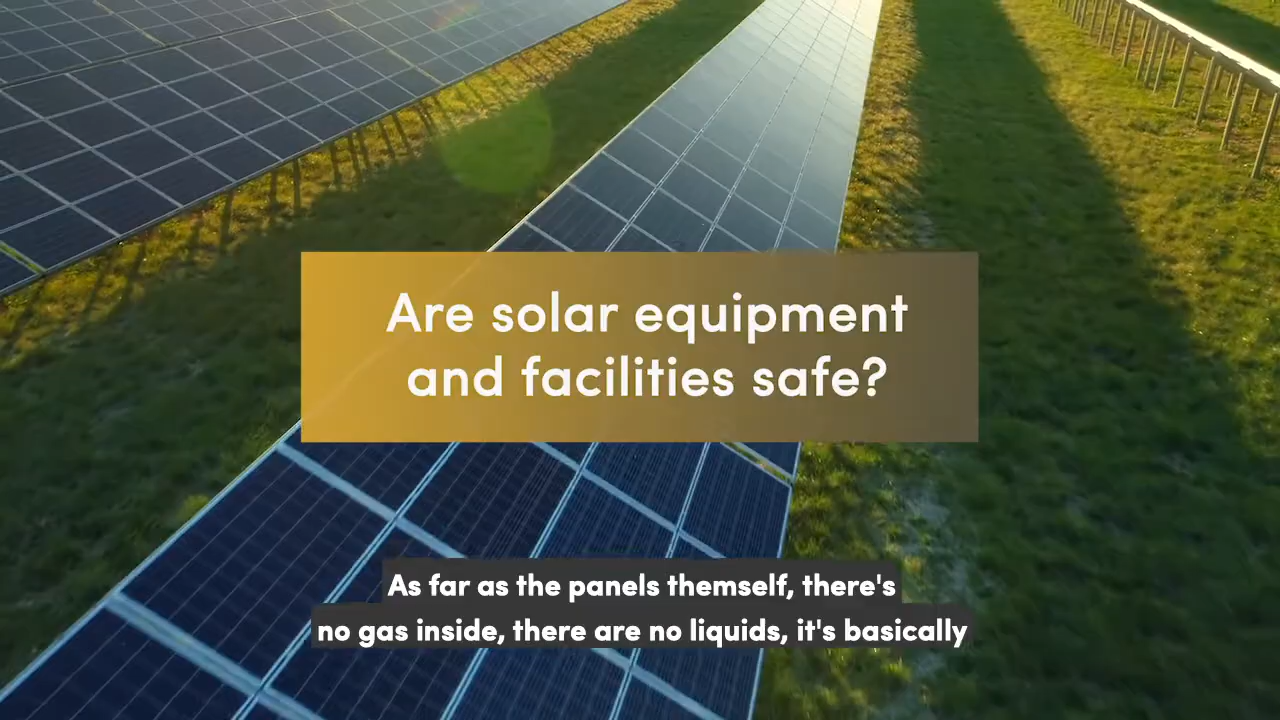 Are solar equipment
and facilities safe?
As far as the panels themself, there's
no gas inside, there are no liquids, it's basically